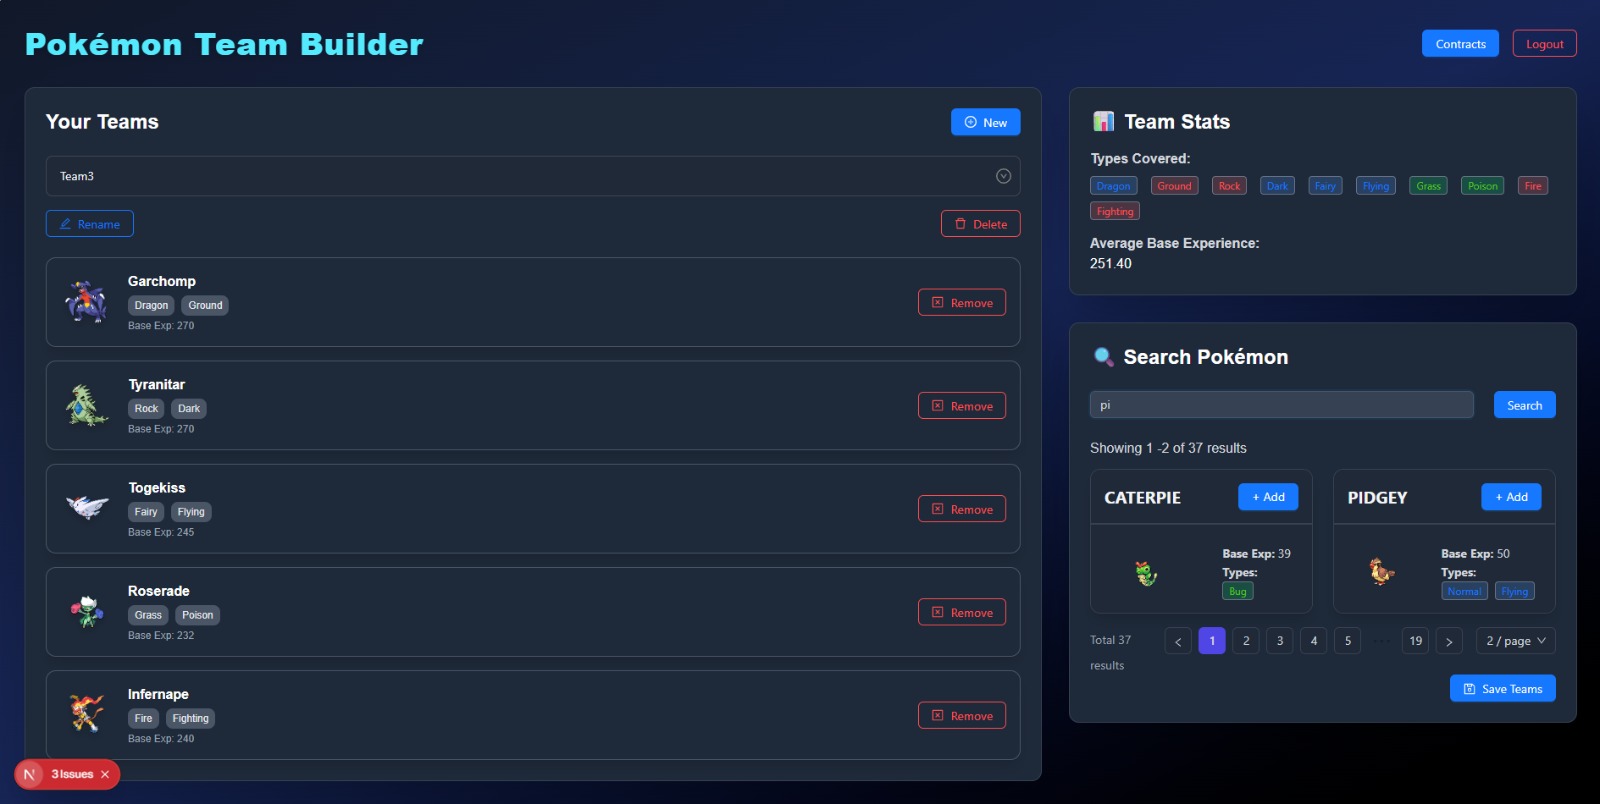 Pokémon Team Builder
Contracts
Logout
Your Teams
New
Team3
Rename
Delete
Garchomp
Dragon Ground
Base Exp: 270
Remove
Tyranitar
Rock Dark
Base Exp: 270
Remove
Togekiss
Fairy Flying
Base Exp: 245
Remove
Roserade
Grass Poison
Base Exp: 232
Remove
Infernape
Fire Fighting
Base Exp: 240
Remove
N 3 Issues
Team Stats
Types Covered:
Dragon Ground Rock Dark Fairy Flying Grass Poison Fire
Fighting
Average Base Experience:
251.40
Search Pokémon
pi
Search
Showing 1 -2 of 37 results
CATERPIE
+ Add
Base Exp: 39
Types:
Bug
PIDGEY
+ Add
Base Exp: 50
Types:
Normal Flying
Total 37
results
< 1 2 3 4 5 ••• 19 >
2 / page
Save Teams